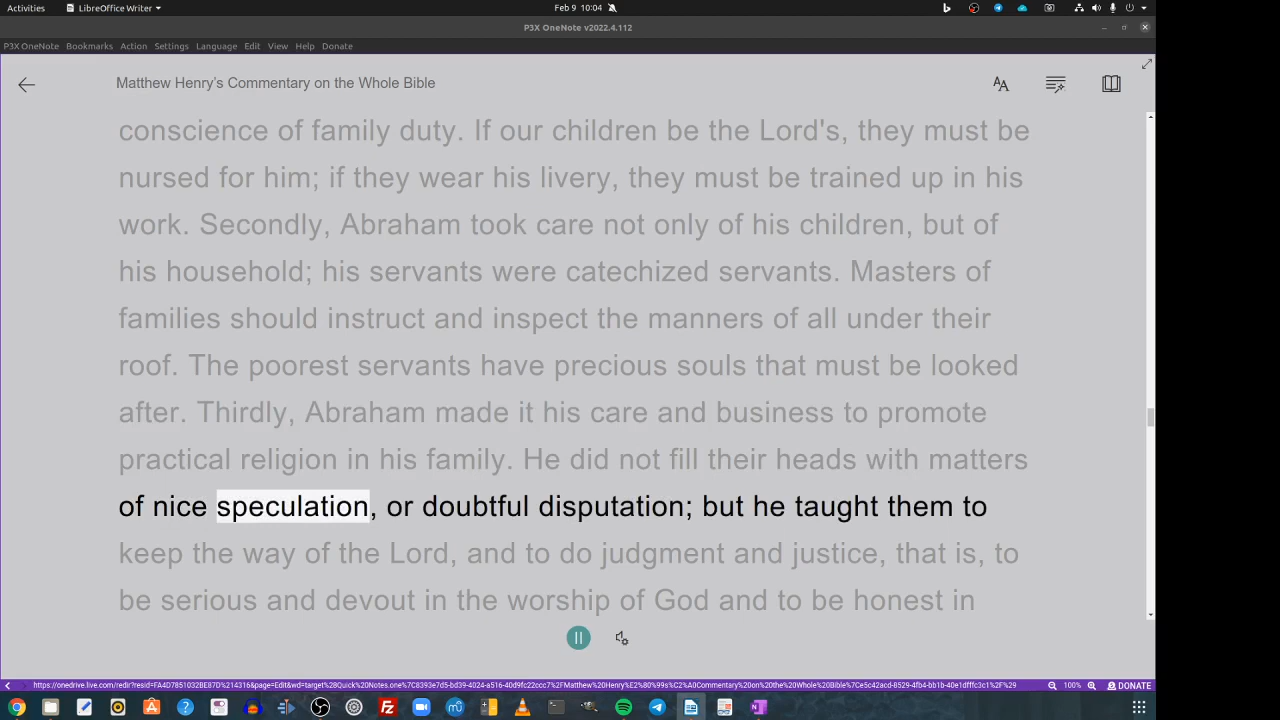 Activities
LibreOffice Writer
Feb 9 10:04
P3X OneNote v2022.4.112
P3X OneNote Bookmarks Action Settings Language Edit View Help Donate
Matthew Henry's Commentary on the Whole Bible
conscience of family duty. If our children be the Lord's, they must be
nursed for him; if they wear his livery, they must be trained up in his
work. Secondly, Abraham took care not only of his children, but of
his household; his servants were catechized servants. Masters of
families should instruct and inspect the manners of all under their
roof. The poorest servants have precious souls that must be looked
after. Thirdly, Abraham made it his care and business to promote
practical religion in his family. He did not fill their heads with matters
of nice speculation, or doubtful disputation; but he taught them to
keep the way of the Lord, and to do judgment and justice, that is, to
be serious and devout in the worship of God and to be honest in
100%
DONATE